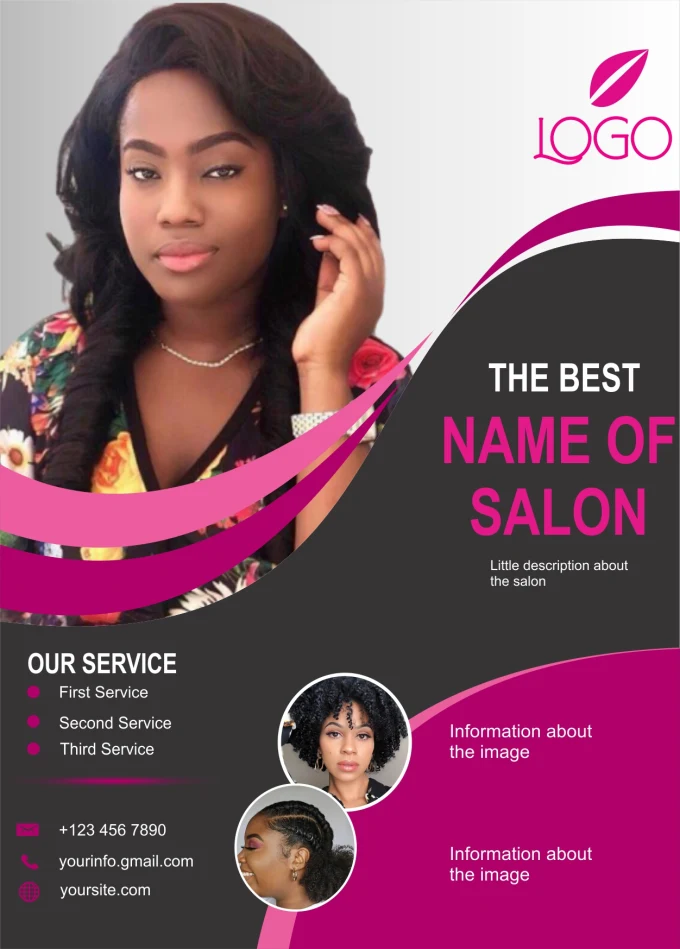 LOGO
THE BEST
NAME OF
SALON
Little description about
the salon
OUR SERVICE
First Service
Second Service
Third Service
+123 456 7890
yourinfo.gmail.com
yoursite.com
Information about
the image
Information about
the image